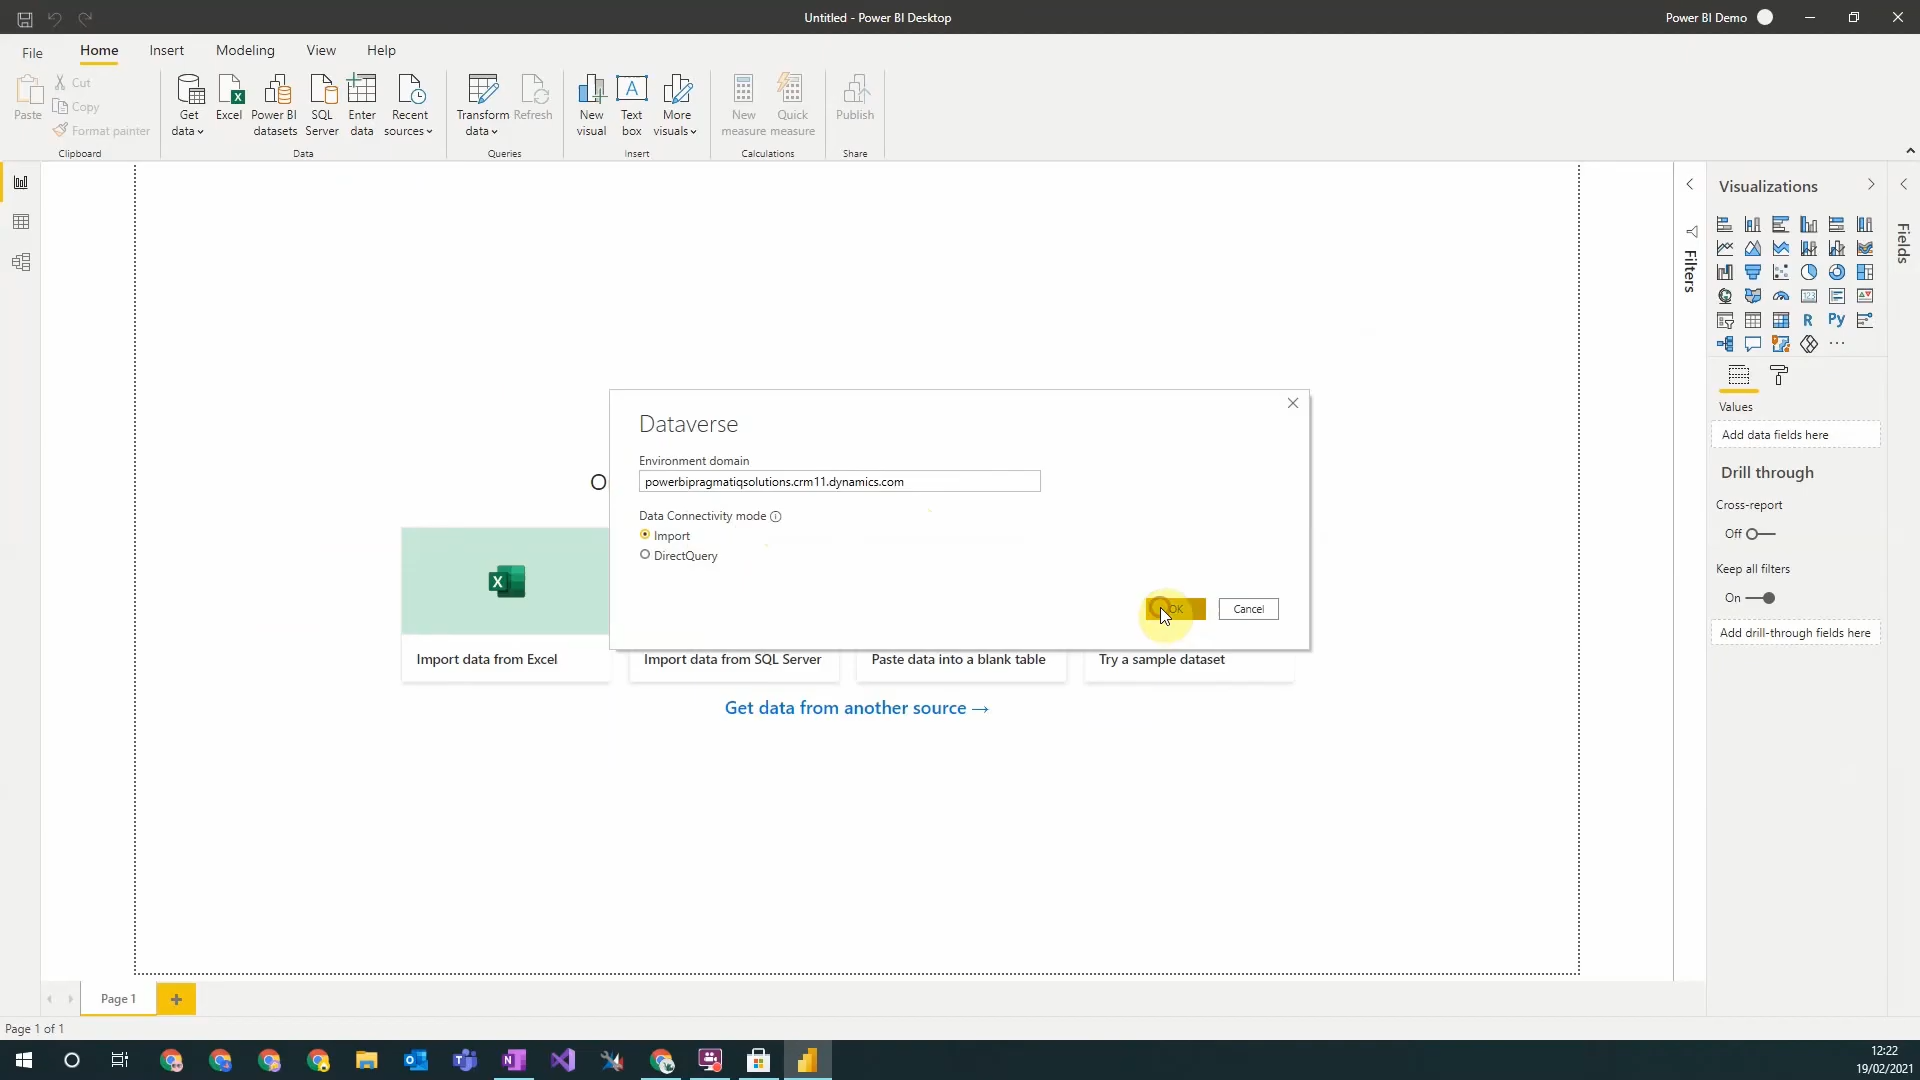 Untitled - Power BI Desktop
Power BI Demo
File
Home
Insert
Modeling
View
Help
Paste
Cut
Copy
Format painter
Clipboard
Get data
Excel
Power BI datasets
SQL Server
Enter data
Recent sources
Data
Transform data
Refresh
Queries
New visual
Text box
More visuals
Insert
New measure
Quick measure
Calculations
Publish
Share
Dataverse
Environment domain
powerbipragmatiqsolutions.crm11.dynamics.com
Data Connectivity mode
Import
DirectQuery
OK
Cancel
O
Import data from Excel
Import data from SQL Server
Paste data into a blank table
Try a sample dataset
Get data from another source →
Filters
Visualizations
Fields
R
Py
123
Values
Add data fields here
Drill through
Cross-report
Off
Keep all filters
On
Add drill-through fields here
Page 1
Page 1 of 1
12:22
19/02/2021